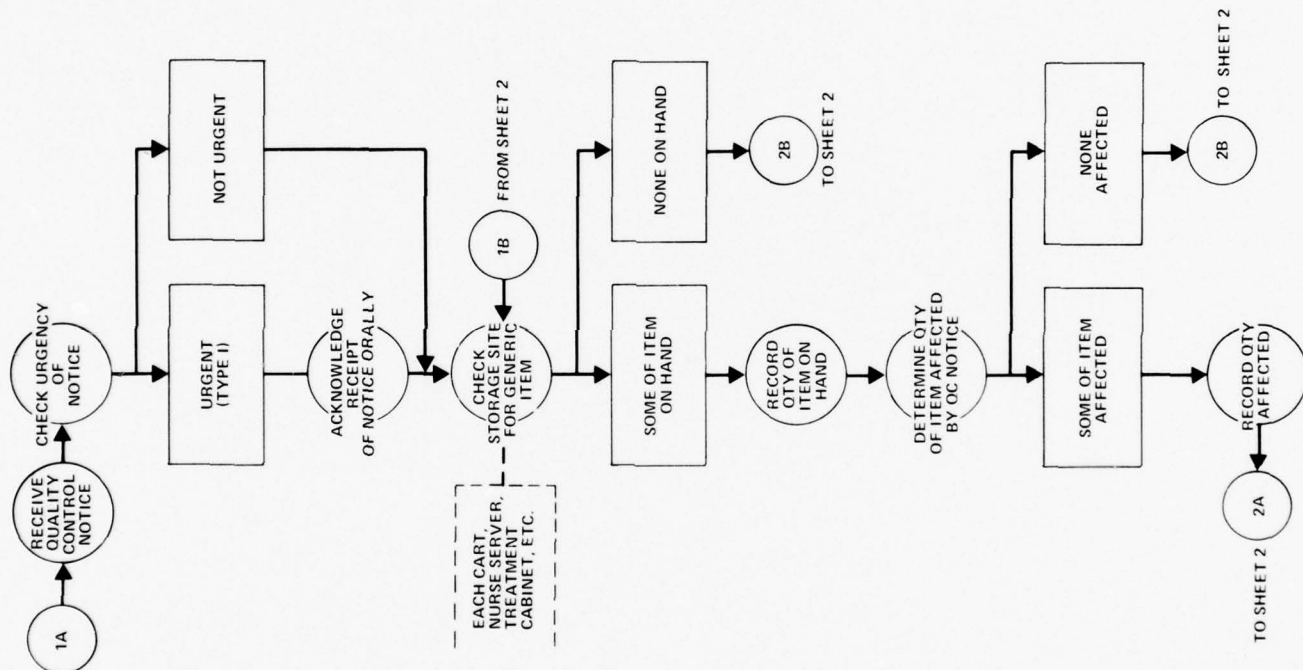 1A
RECEIVE
QUALITY
CONTROL
NOTICE
CHECK URGENCY
OF
NOTICE
URGENT
(TYPE I)
NOT URGENT
ACKNOWLEDGE
RECEIPT
OF NOTICE ORALLY
EACH CART,
NURSE SERVER,
TREATMENT
CABINET, ETC.
CHECK
STORAGE SITE
FOR GENERIC
ITEM
1B
FROM SHEET 2
SOME OF ITEM
ON HAND
NONE ON HAND
2B
TO SHEET 2
RECORD
QTY OF
ITEM ON
HAND
DETERMINE QTY
OF ITEM AFFECTED
BY QC NOTICE
SOME OF ITEM
AFFECTED
NONE
AFFECTED
2B
TO SHEET 2
RECORD QTY
AFFECTED
2A
TO SHEET 2